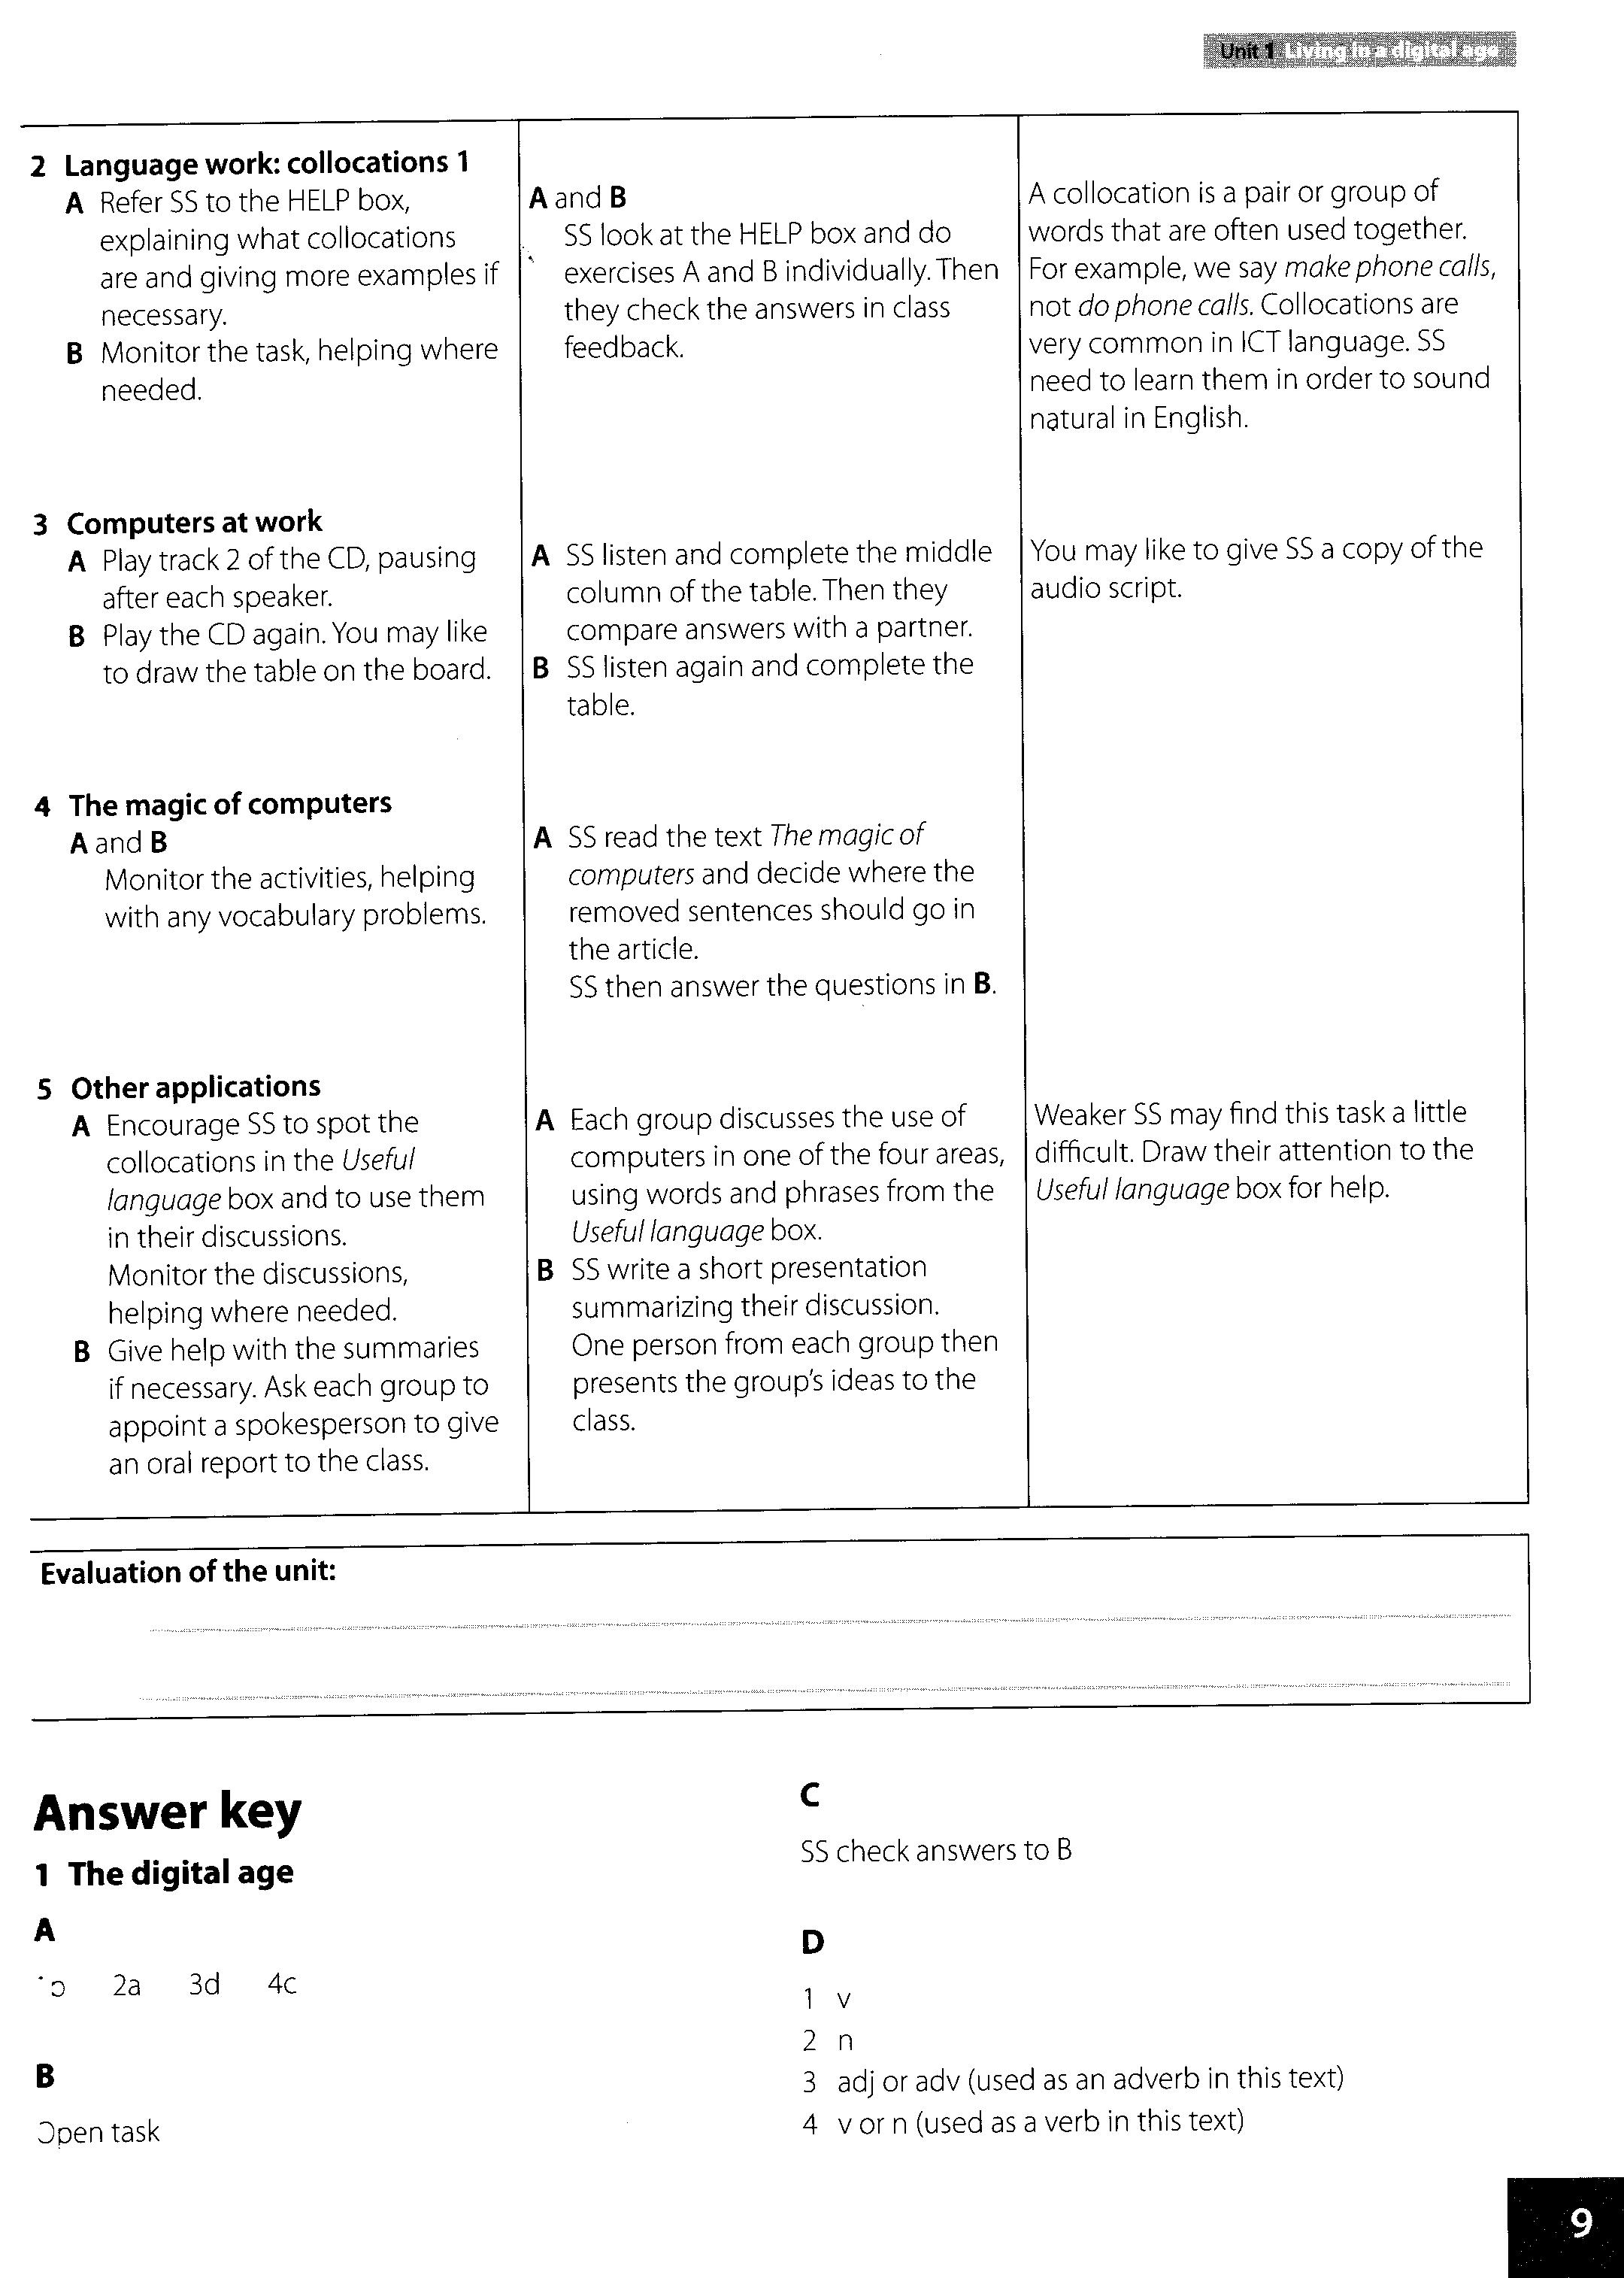 Unit 1 Living in a digital age
2 Language work: collocations 1
A Refer SS to the HELP box,
explaining what collocations
are and giving more examples if
necessary.
B Monitor the task, helping where
needed.
A and B
SS look at the HELP box and do
exercises A and B individually. Then
they check the answers in class
feedback.
A collocation is a pair or group of
words that are often used together.
For example, we say make phone calls,
not do phone calls. Collocations are
very common in ICT language. SS
need to learn them in order to sound
natural in English.
3 Computers at work
A Play track 2 of the CD, pausing
after each speaker.
B Play the CD again. You may like
to draw the table on the board.
A SS listen and complete the middle
column of the table. Then they
compare answers with a partner.
B SS listen again and complete the
table.
You may like to give SS a copy of the
audio script.
4 The magic of computers
A and B
Monitor the activities, helping
with any vocabulary problems.
A SS read the text The magic of
computers and decide where the
removed sentences should go in
the article.
SS then answer the questions in B.
5 Other applications
A Encourage SS to spot the
collocations in the Useful
language box and to use them
in their discussions.
Monitor the discussions,
helping where needed.
B Give help with the summaries
if necessary. Ask each group to
appoint a spokesperson to give
an oral report to the class.
A Each group discusses the use of
computers in one of the four areas,
using words and phrases from the
Useful language box.
B SS write a short presentation
summarizing their discussion.
One person from each group then
presents the group's ideas to the
class.
Weaker SS may find this task a little
difficult. Draw their attention to the
Useful language box for help.
Evaluation of the unit:
Answer key
1 The digital age
A
2a 3d 4c
B
Open task
C
SS check answers to B
D
1 v
2 n
3 adj or adv (used as an adverb in this text)
4 v or n (used as a verb in this text)
9